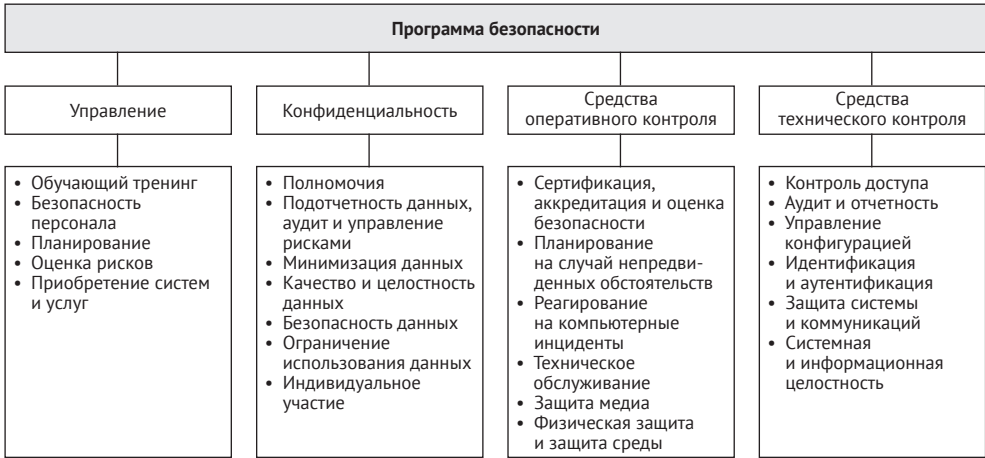 Программа безопасности
Управление
Конфиденциальность
Средства
оперативного контроля
Средства
технического контроля
• Обучающий тренинг
• Безопасность
персонала
• Планирование
• Оценка рисков
• Приобретение систем
и услуг
• Полномочия
• Подотчетность данных,
аудит и управление
рисками
• Минимизация данных
• Качество и целостность
данных
• Безопасность данных
• Ограничение
использования данных
• Индивидуальное
участие
• Сертификация,
аккредитация и оценка
безопасности
• Планирование
на случай непредви-
денных обстоятельств
• Реагирование
на компьютерные
инциденты
• Техническое
обслуживание
• Защита медиа
• Физическая защита
и защита среды
• Контроль доступа
• Аудит и отчетность
• Управление
конфигурацией
• Идентификация
и аутентификация
• Защита системы
и коммуникаций
• Системная
и информационная
целостность